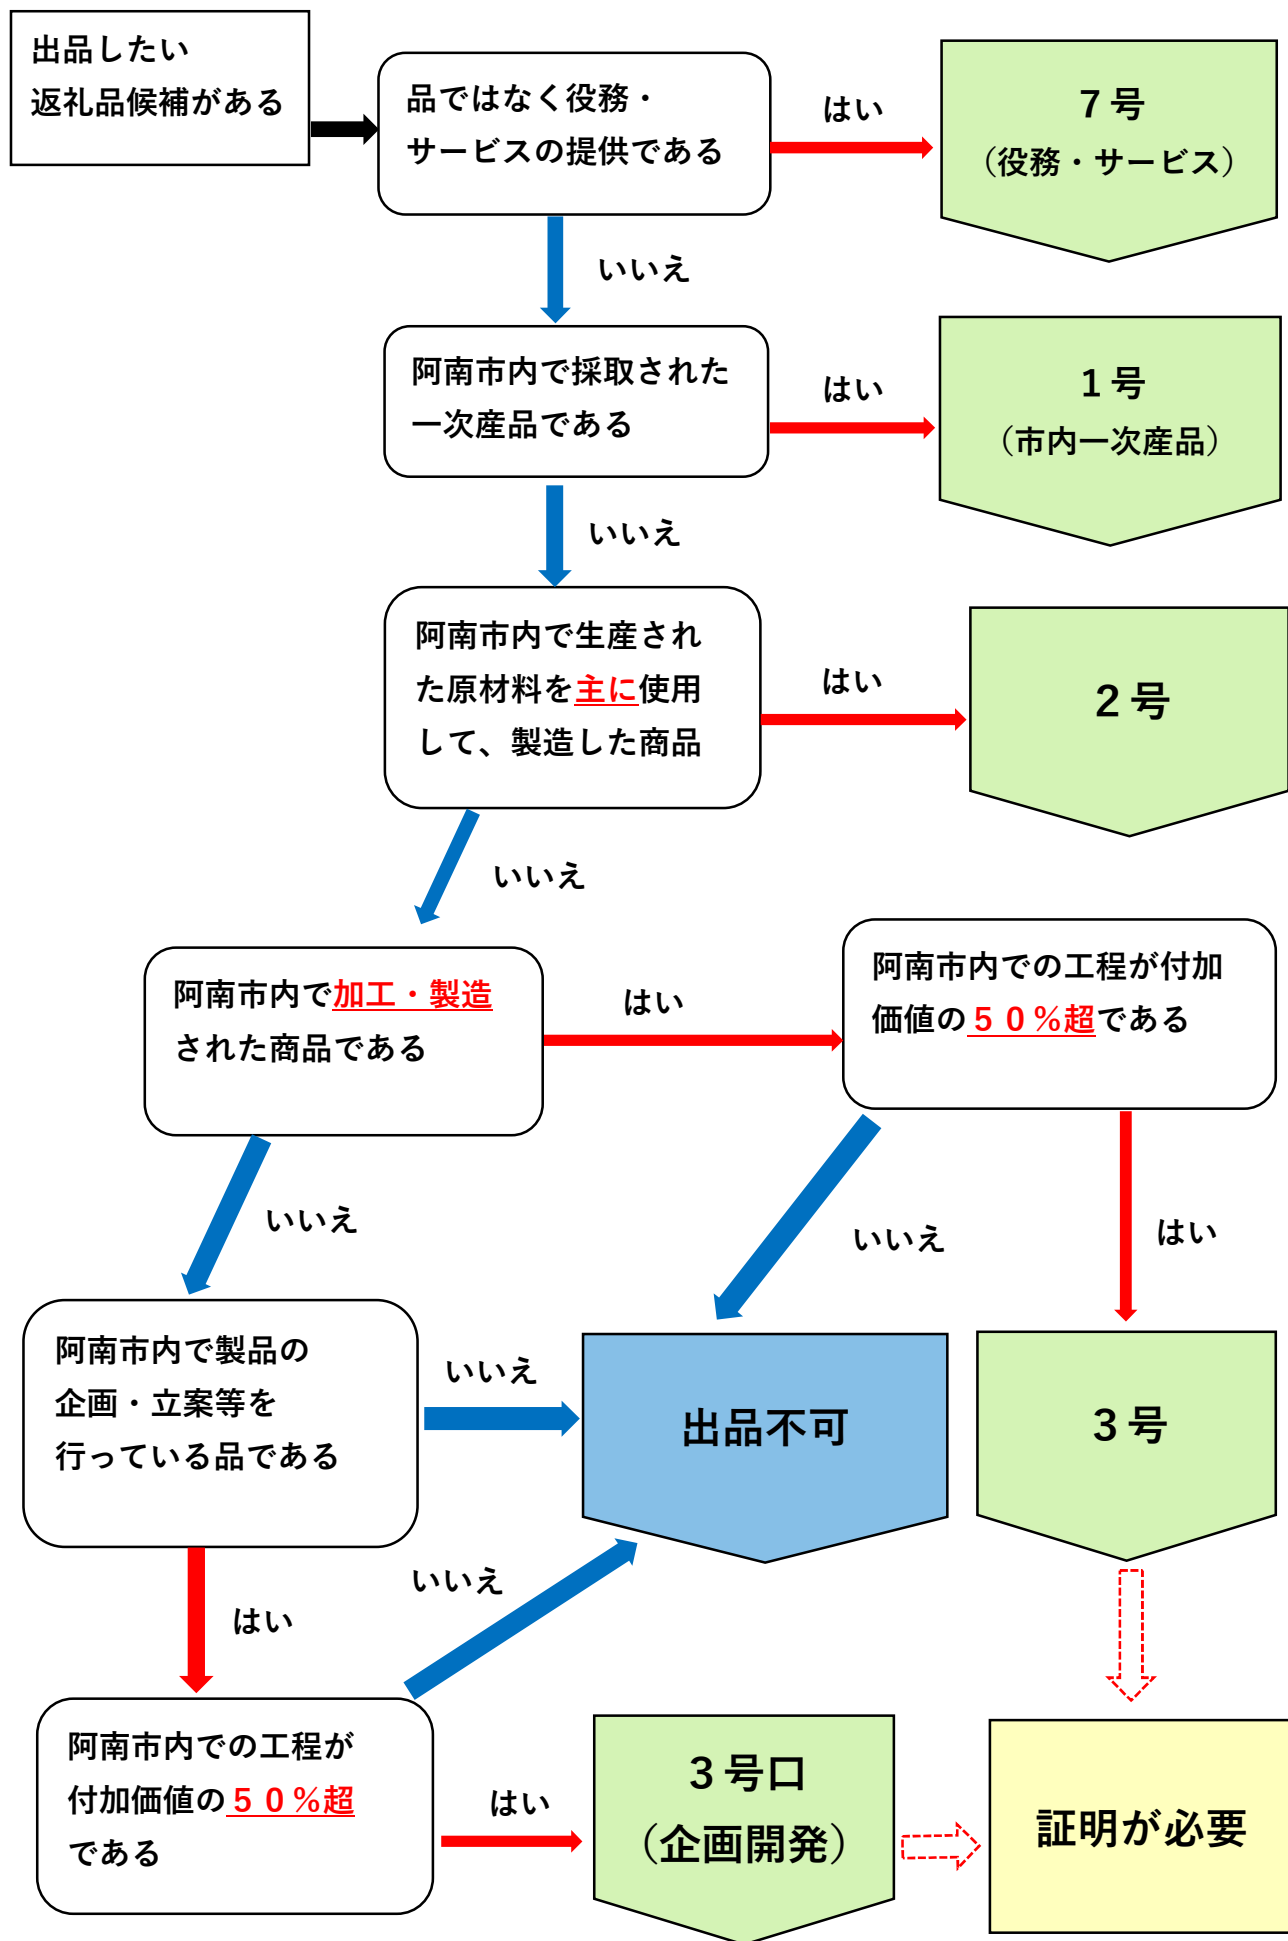 出品したい
返礼品候補がある
品ではなく役務・
サービスの提供である
はい
７号
（役務・サービス）
いいえ
阿南市内で採取された
一次産品である
はい
１号
（市内一次産品）
いいえ
阿南市内で生産され
た原材料を主に使用
して、製造した商品
はい
２号
いいえ
阿南市内で加工・製造
された商品である
はい
阿南市内での工程が付加
価値の５０％超である
いいえ
いいえ
はい
阿南市内で製品の
企画・立案等を
行っている品である
いいえ
出品不可
３号
はい
いいえ
阿南市内での工程が
付加価値の５０％超
である
はい
３号ロ
（企画開発）
証明が必要